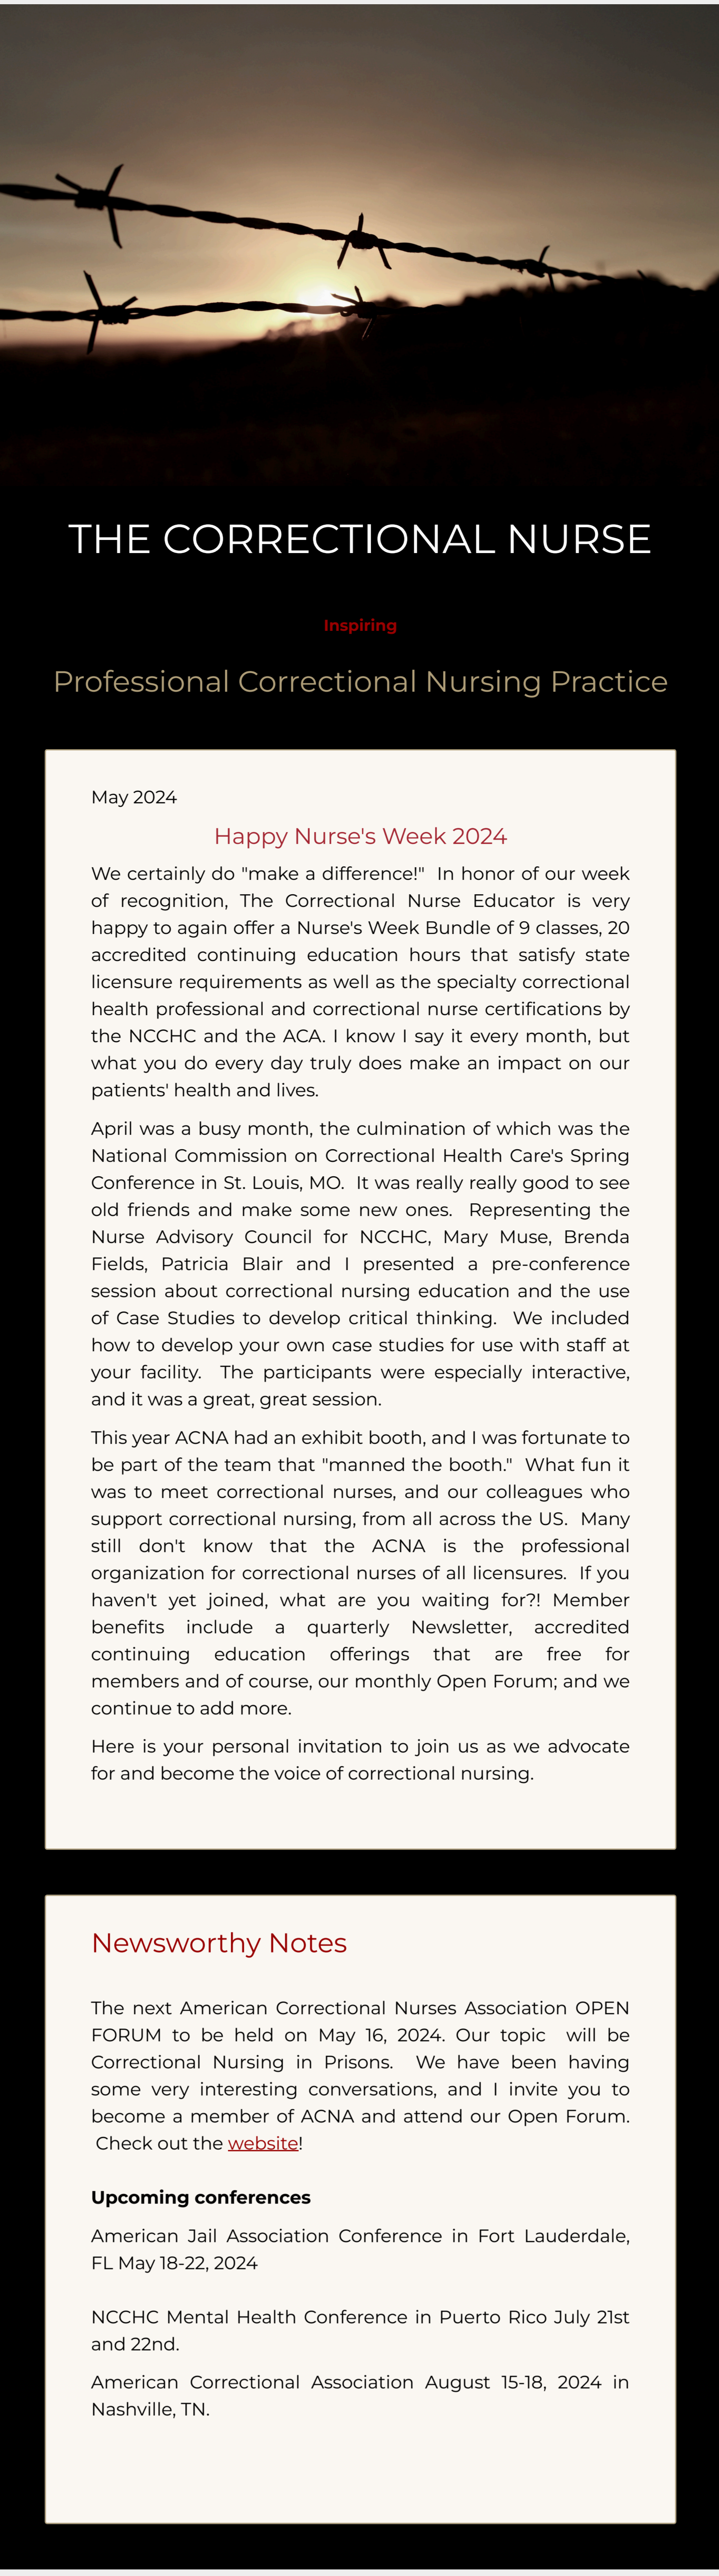 THE CORRECTIONAL NURSE
Inspiring
Professional Correctional Nursing Practice
May 2024
Happy Nurse's Week 2024
We certainly do "make a difference!"  In honor of our week
of recognition, The Correctional Nurse Educator is very
happy to again offer a Nurse's Week Bundle of 9 classes, 20
accredited continuing education hours that satisfy state
licensure requirements as well as the specialty correctional
health professional and correctional nurse certifications by
the NCCHC and the ACA. I know I say it every month, but
what you do every day truly does make an impact on our
patients' health and lives.
April was a busy month, the culmination of which was the
National Commission on Correctional Health Care's Spring
Conference in St. Louis, MO.  It was really really good to see
old friends and make some new ones.  Representing the
Nurse Advisory Council for NCCHC, Mary Muse, Brenda
Fields, Patricia Blair and I presented a pre-conference
session about correctional nursing education and the use
of Case Studies to develop critical thinking.  We included
how to develop your own case studies for use with staff at
your facility.  The participants were especially interactive,
and it was a great, great session.
This year ACNA had an exhibit booth, and I was fortunate to
be part of the team that "manned the booth."  What fun it
was to meet correctional nurses, and our colleagues who
support correctional nursing, from all across the US.  Many
still don't know that the ACNA is the professional
organization for correctional nurses of all licensures.  If you
haven't yet joined, what are you waiting for?! Member
benefits include a quarterly Newsletter, accredited
continuing education offerings that are free for
members and of course, our monthly Open Forum; and we
continue to add more.
Here is your personal invitation to join us as we advocate
for and become the voice of correctional nursing.
Newsworthy Notes
The next American Correctional Nurses Association OPEN
FORUM to be held on May 16, 2024. Our topic  will be
Correctional Nursing in Prisons.  We have been having
some very interesting conversations, and I invite you to
become a member of ACNA and attend our Open Forum.
Check out the website!
Upcoming conferences
American Jail Association Conference in Fort Lauderdale,
FL May 18-22, 2024
NCCHC Mental Health Conference in Puerto Rico July 21st
and 22nd.
American Correctional Association August 15-18, 2024 in
Nashville, TN.